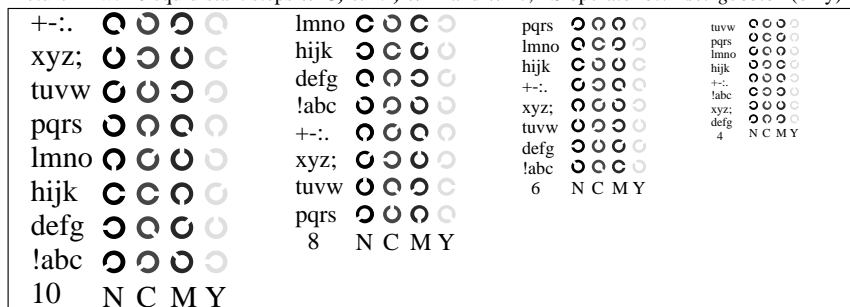 +-:.
xyz;
tuvw
pqrs
lmno
hijk
defg
!abc
10 N C M Y
lmno
hijk
defg
!abc
+-:.
xyz;
tuvw
pqrs
8 N C M Y
pqrs
lmno
hijk
+-:.
xyz;
tuvw
defg
!abc
6 N C M Y
tuvw
pqrs
lmno
hijk
+-:.
!abc
xyz;
defg
4 N C M Y